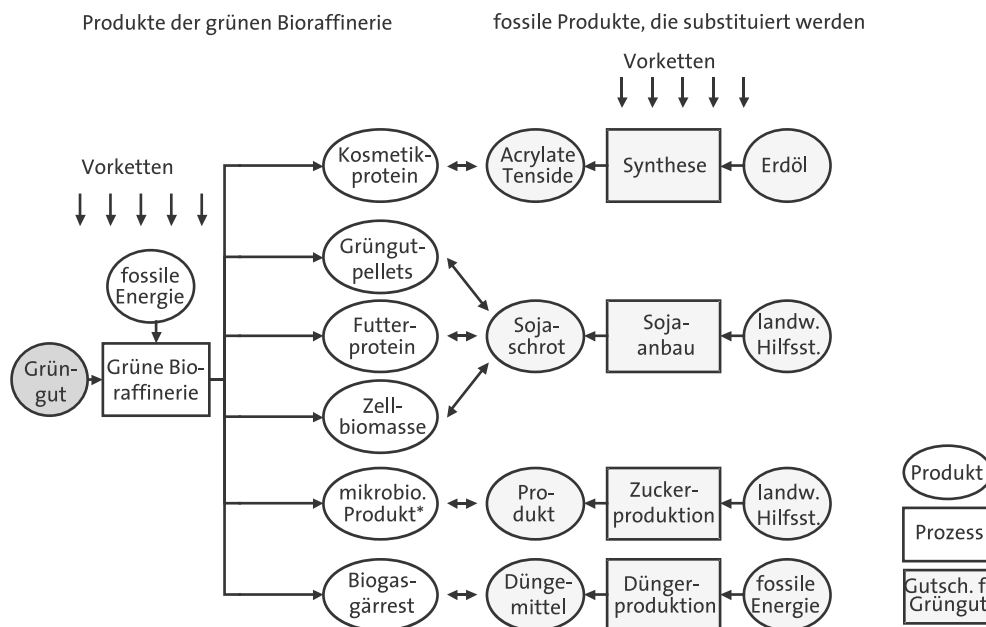 Produkte der grünen Bioraffinerie
fossile Produkte, die substituiert werden
Vorketten
Vorketten
fossile
Energie
Grün-
gut
Grüne Bio-
raffinerie
Kosmetik-
protein
Acrylate
Tenside
Synthese
Erdöl
Grüngut-
pellets
Futter-
protein
Zell-
biomasse
Soja-
schrot
Soja-
anbau
landw.
Hilfsst.
mikrobio.
Produkt*
Pro-
dukt
Zucker-
produktion
landw.
Hilfsst.
Biogas-
gärrest
Dünge-
mittel
Dünger-
produktion
fossile
Energie
Produkt
Prozess
Gutsch. f
Grüngut